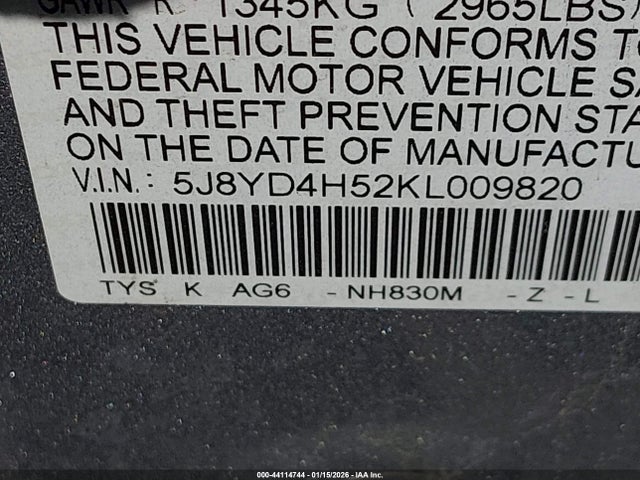 GAWR R 1345KG ( 2965LBS)
THIS VEHICLE CONFORMS TO
FEDERAL MOTOR VEHICLE SA
AND THEFT PREVENTION STA
ON THE DATE OF MANUFACTU
V.I.N.: 5J8YD4H52KL009820
TYS K AG6 -NH830M -Z -L
000-44114744 — 01/15/2026 — IAA Inc.